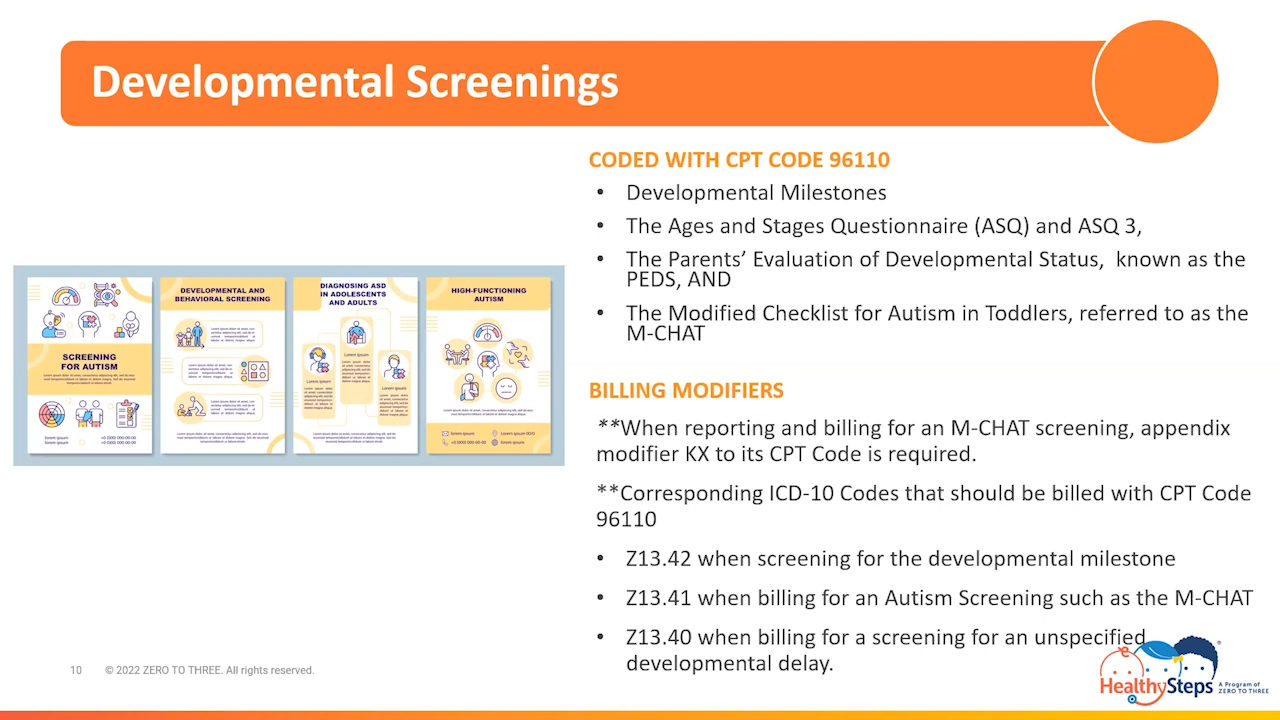 Developmental Screenings
CODED WITH CPT CODE 96110
• Developmental Milestones
• The Ages and Stages Questionnaire (ASQ) and ASQ 3,
• The Parents’ Evaluation of Developmental Status, known as the
PEDS, AND
• The Modified Checklist for Autism in Toddlers, referred to as the
M-CHAT
BILLING MODIFIERS
**When reporting and billing for an M-CHAT screening, appendix
modifier KX to its CPT Code is required.
**Corresponding ICD-10 Codes that should be billed with CPT Code
96110
• Z13.42 when screening for the developmental milestone
• Z13.41 when billing for an Autism Screening such as the M-CHAT
• Z13.40 when billing for a screening for an unspecified
developmental delay.
SCREENING
FOR AUTISM
DEVELOPMENTAL AND
BEHAVIORAL SCREENING
DIAGNOSING ASD
IN ADOLESCENTS
AND ADULTS
HIGH-FUNCTIONING
AUTISM
10 © 2022 ZERO TO THREE. All rights reserved.
HealthySteps
A Program of
ZERO TO THREE